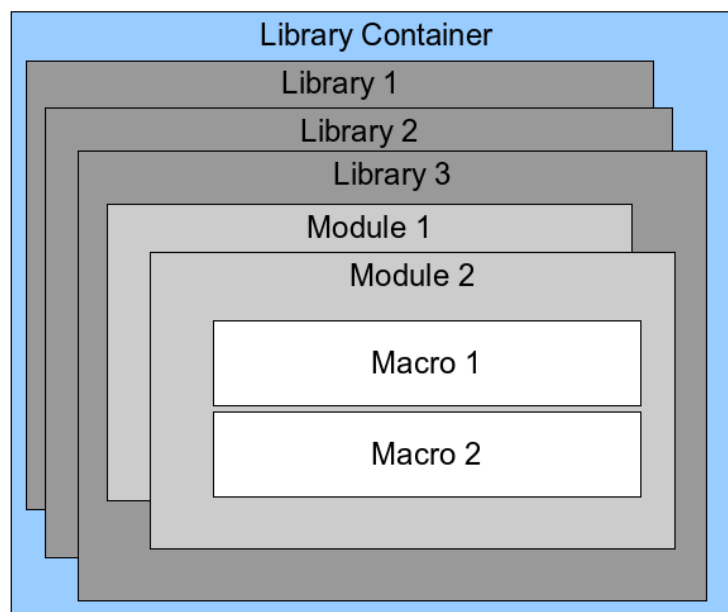 Library Container
Library 1
Library 2
Library 3
Module 1
Module 2
Macro 1
Macro 2